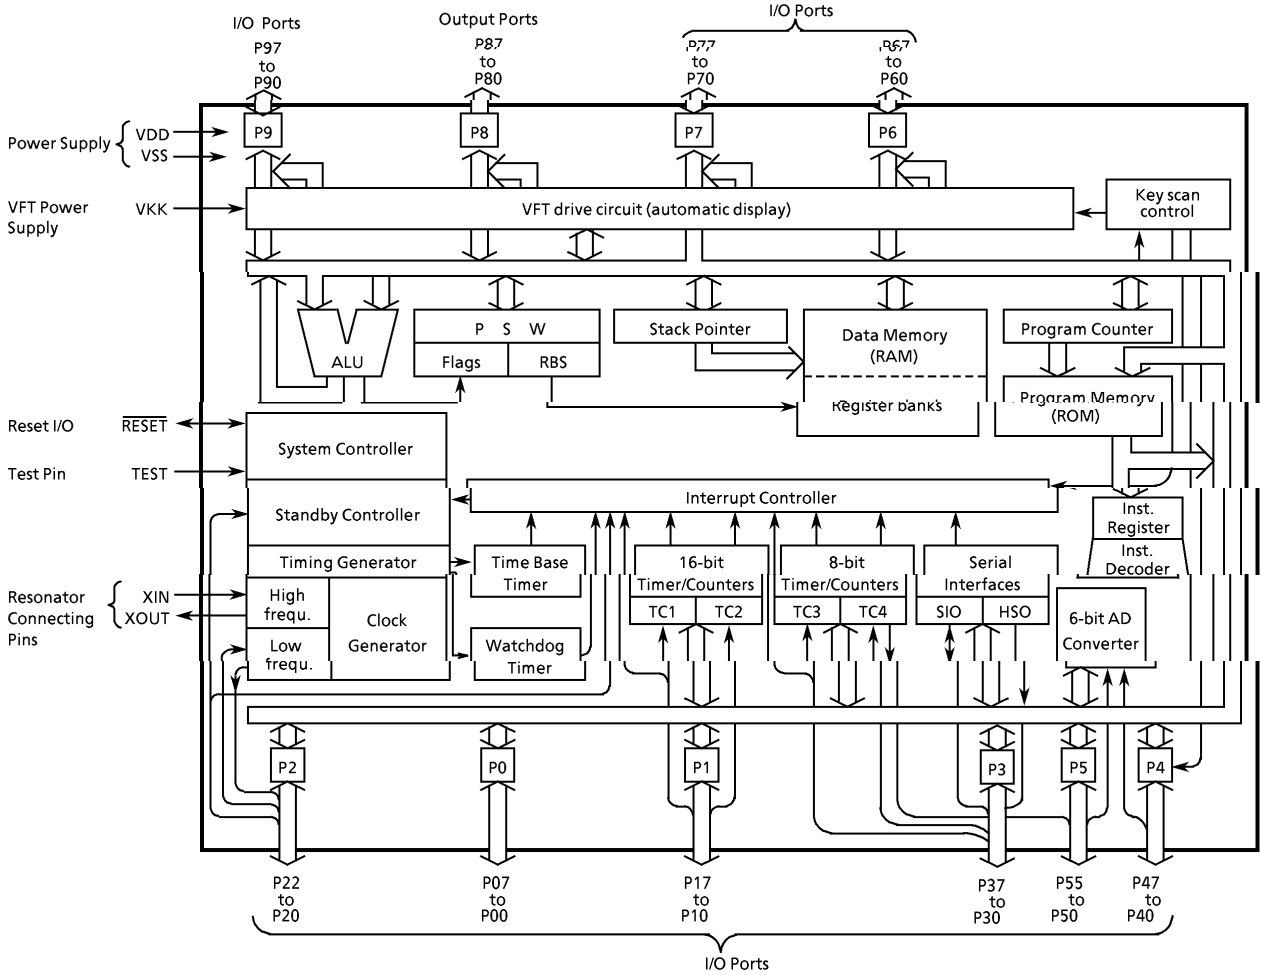 I/O Ports
Output Ports
I/O Ports
P97
to
P90
P87
to
P80
P77
to
P70
P67
to
P60
Power Supply
VDD
VSS
P9
P8
P7
P6
VFT Power
Supply
VKK
VFT drive circuit (automatic display)
Key scan
control
ALU
P S W
Flags
RBS
Stack Pointer
Data Memory
(RAM)
Register banks
Program Counter
Program Memory
(ROM)
Reset I/O
RESET
Test Pin
TEST
System Controller
Standby Controller
Timing Generator
Interrupt Controller
Inst.
Register
Inst.
Decoder
Time Base
Timer
16-bit
Timer/Counters
TC1
TC2
8-bit
Timer/Counters
TC3
TC4
Serial
Interfaces
SIO
HSO
Resonator
Connecting
Pins
XIN
XOUT
High
frequ.
Low
frequ.
Clock
Generator
Watchdog
Timer
6-bit AD
Converter
P2
P0
P1
P3
P5
P4
P22
to
P20
P07
to
P00
P17
to
P10
P37
to
P30
P55
to
P50
P47
to
P40
I/O Ports